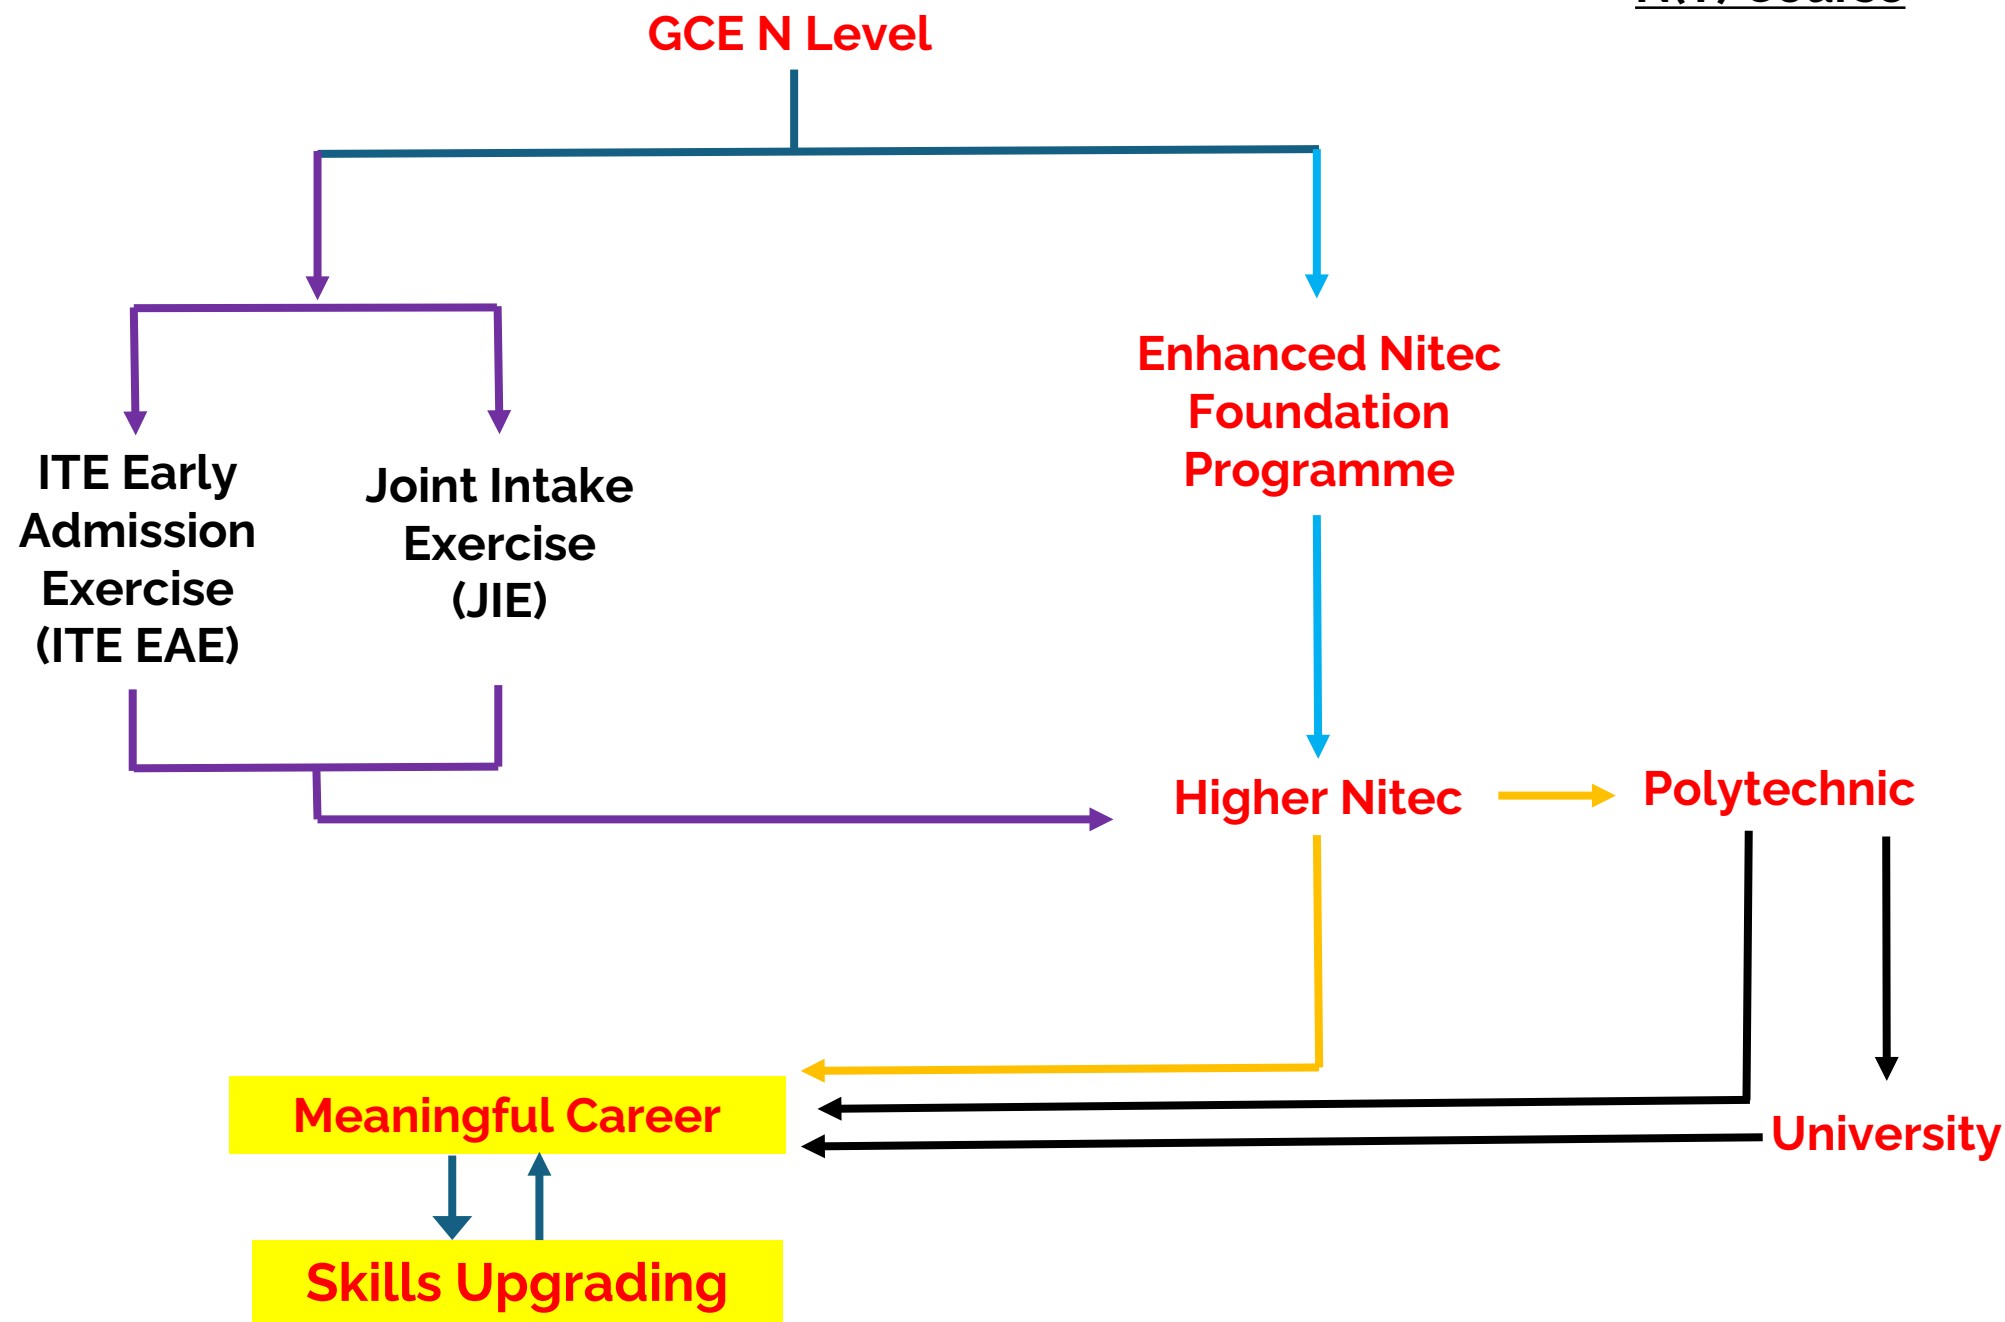 GCE N Level
Enhanced Nitec
Foundation
Programme
ITE Early
Admission
Exercise
(ITE EAE)
Joint Intake
Exercise
(JIE)
Higher Nitec
Polytechnic
Meaningful Career
University
Skills Upgrading